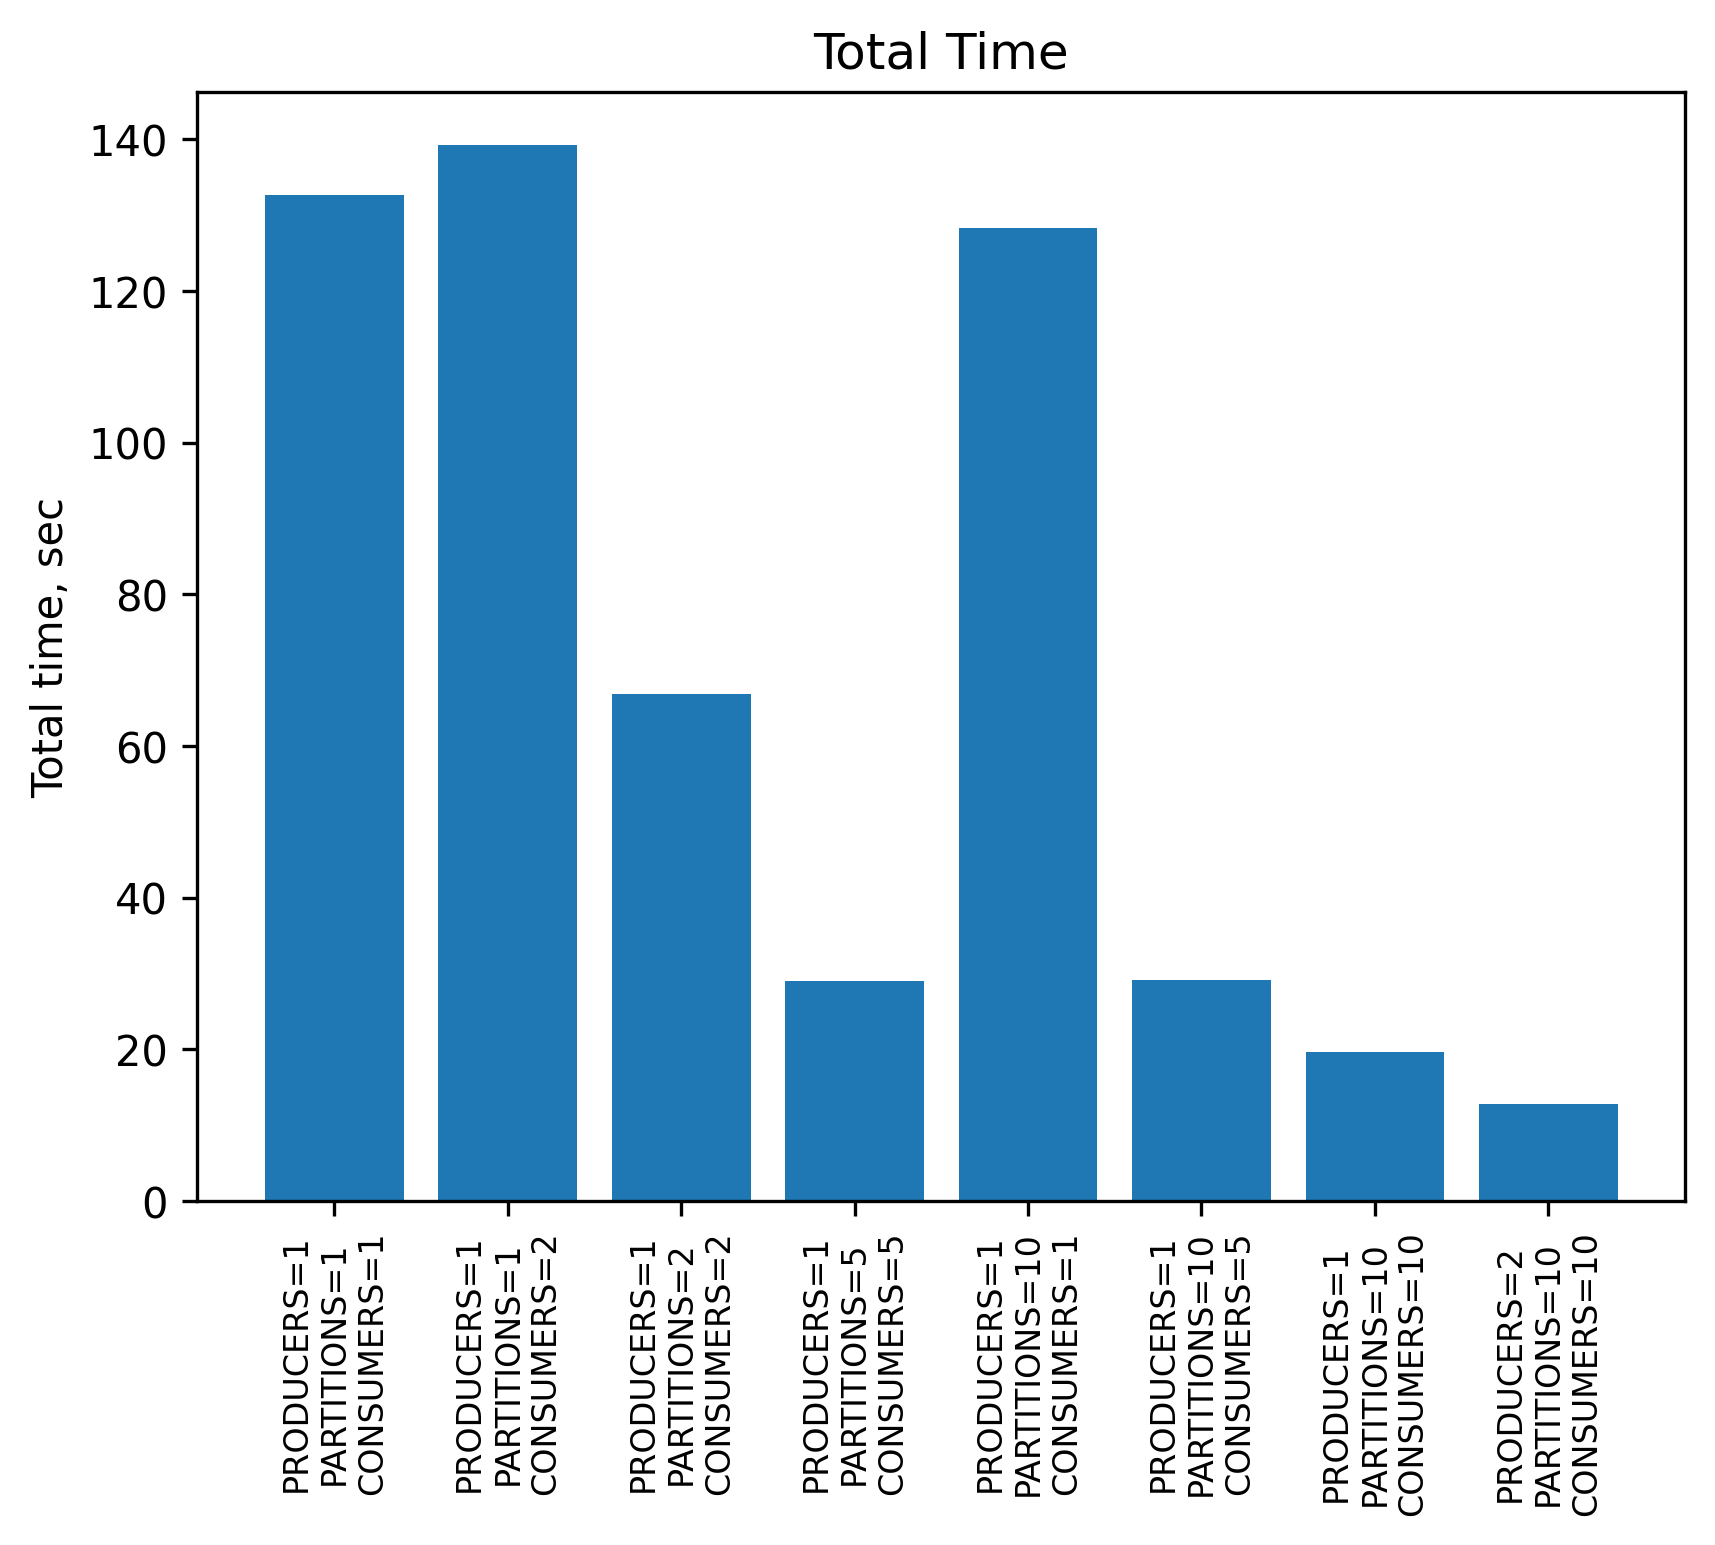 Total Time
Total time, sec
140
120
100
80
60
40
20
0
PRODUCERS=1
PARTITIONS=1
CONSUMERS=1
PRODUCERS=1
PARTITIONS=1
CONSUMERS=2
PRODUCERS=1
PARTITIONS=2
CONSUMERS=2
PRODUCERS=1
PARTITIONS=5
CONSUMERS=5
PRODUCERS=1
PARTITIONS=10
CONSUMERS=1
PRODUCERS=1
PARTITIONS=10
CONSUMERS=5
PRODUCERS=1
PARTITIONS=10
CONSUMERS=10
PRODUCERS=2
PARTITIONS=10
CONSUMERS=10